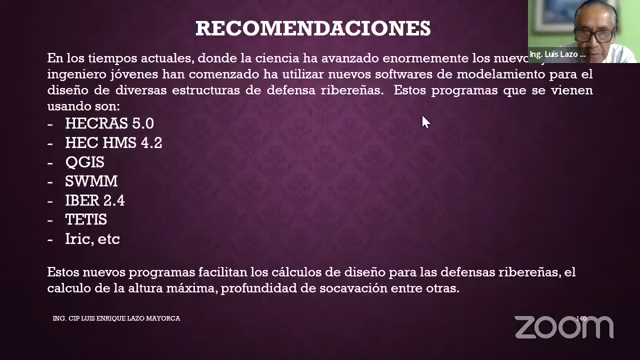 RECOMENDACIONES
Ing. Luis Lazo
En los tiempos actuales, donde la ciencia ha avanzado enormemente los
ingeniero jóvenes han comenzado ha utilizar nuevos softwares de modelamiento para el
diseño de diversas estructuras de defensa ribereñas. Estos programas que se vienen
usando son:
- HECRAS 5.0
- HEC HMS 4.2
- QGIS
- SWMM
- IBER 2.4
- TETIS
- Iric, etc
Estos nuevos programas facilitan los cálculos de diseño para las defensas ribereñas, el
calculo de la altura máxima, profundidad de socavación entre otras.
ING. CIP LUIS ENRIQUE LAZO MAYORCA
zoom